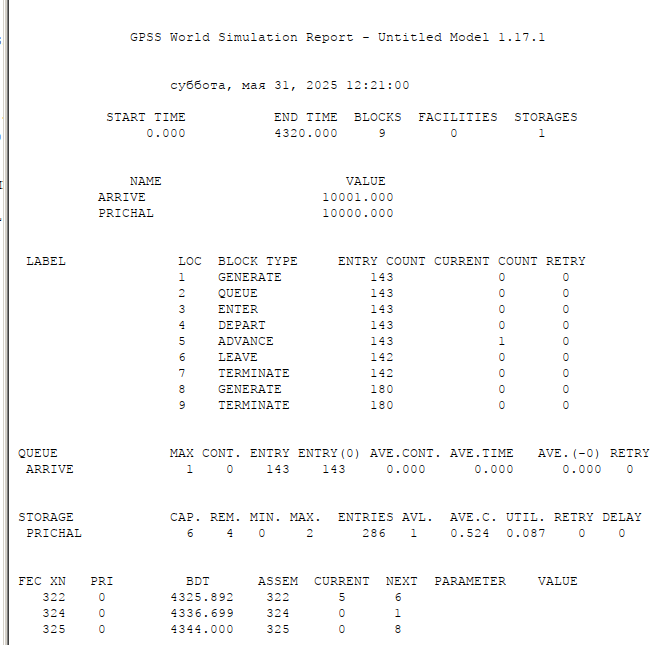 GPSS World Simulation Report - Untitled Model 1.17.1
суббота, мая 31, 2025 12:21:00
START TIME END TIME BLOCKS FACILITIES STORAGES
0.000 4320.000 9 0 1
NAME VALUE
ARRIVE 10001.000
PRICHAL 10000.000
LABEL LOC BLOCK TYPE ENTRY COUNT CURRENT COUNT RETRY
1 GENERATE 143 0 0
2 QUEUE 143 0 0
3 ENTER 143 0 0
4 DEPART 143 0 0
5 ADVANCE 143 1 0
6 LEAVE 142 0 0
7 TERMINATE 142 0 0
8 GENERATE 180 0 0
9 TERMINATE 180 0 0
QUEUE MAX CONT. ENTRY ENTRY(0) AVE.CONT. AVE.TIME AVE.(-0) RETRY
ARRIVE 1 0 143 143 0.000 0.000 0.000 0
STORAGE CAP. REM. MIN. MAX. ENTRIES AVL. AVE.C. UTIL. RETRY DELAY
PRICHAL 6 4 0 2 286 1 0.524 0.087 0 0
FEC XN PRI BDT ASSEM CURRENT NEXT PARAMETER VALUE
322 0 4325.892 322 5 6
324 0 4336.699 324 0 1
325 0 4344.000 325 0 8